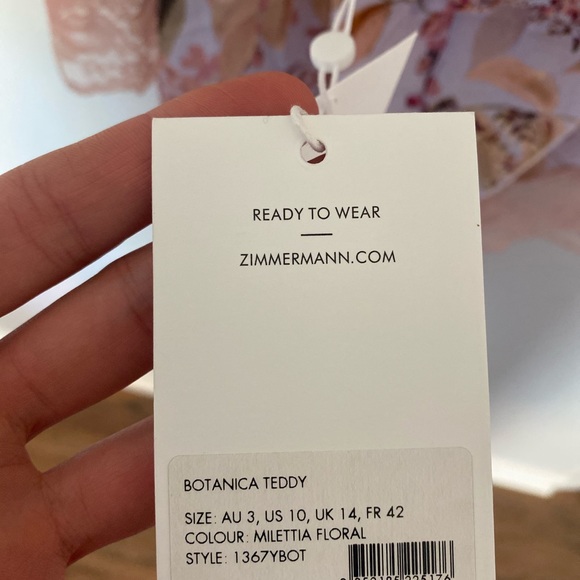 READY TO WEAR
ZIMMERMANN.COM
BOTANICA TEDDY
SIZE: AU 3, US 10, UK 14, FR 42
COLOUR: MILETTIA FLORAL
STYLE: 1367YBOT